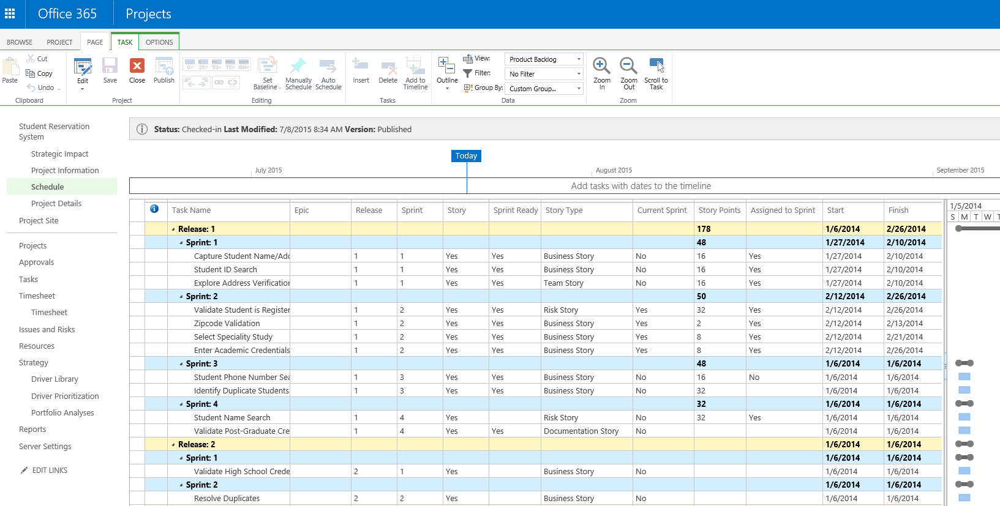 Office 365 Projects
BROWSE PROJECT PAGE TASK OPTIONS
Paste
Cut
Copy
Undo
Clipboard
Edit
Save
Close
Publish
Project
0% 25% 50% 75% 100%
Set Baseline
Manually Schedule
Auto Schedule
Editing
Insert
Delete
Add to Timeline
Tasks
Outline
View: Product Backlog
Filter: No Filter
Group By: Custom Group...
Data
Zoom In
Zoom Out
Scroll to Task
Zoom
Student Reservation
System
Strategic Impact
Project Information
Schedule
Project Details
Project Site
Projects
Approvals
Tasks
Timesheet
Timesheet
Issues and Risks
Resources
Strategy
Driver Library
Driver Prioritization
Portfolio Analyses
Reports
Server Settings
EDIT LINKS
Status: Checked-in Last Modified: 7/8/2015 8:34 AM Version: Published
Today
July 2015 August 2015 September 2015
Add tasks with dates to the timeline
Task Name Epic Release Sprint Story Sprint Ready Story Type Current Sprint Story Points Assigned to Sprint Start Finish
1/5/2014
S M T W T
Release: 1 178 1/6/2014 2/26/2014
Sprint: 1 48 1/27/2014 2/10/2014
Capture Student Name/Add 1 1 Yes Yes Business Story No 16 Yes 1/27/2014 2/10/2014
Student ID Search 1 1 Yes Yes Business Story No 16 Yes 1/27/2014 2/10/2014
Explore Address Verification 1 1 Yes Yes Team Story No 16 Yes 1/27/2014 2/10/2014
Sprint: 2 50 2/12/2014 2/26/2014
Validate Student is Register 1 2 Yes Yes Risk Story Yes 32 Yes 2/12/2014 2/26/2014
Zipcode Validation 1 2 Yes Yes Business Story Yes 2 Yes 2/12/2014 2/13/2014
Select Speciality Study 1 2 Yes Yes Business Story Yes 8 Yes 2/12/2014 2/21/2014
Enter Academic Credentials 1 2 Yes Yes Business Story Yes 8 Yes 2/12/2014 2/26/2014
Sprint: 3 48 1/6/2014 1/6/2014
Student Phone Number Sea 1 3 Yes Yes Business Story No 16 No 1/6/2014 1/6/2014
Identify Duplicate Students 1 3 Yes Yes Business Story No 32 1/6/2014 1/6/2014
Sprint: 4 32 1/6/2014 1/6/2014
Student Name Search 1 4 Yes Risk Story No 32 Yes 1/6/2014 1/6/2014
Validate Post-Graduate Cre 1 4 Yes Yes Documentation Story No 1/6/2014 1/6/2014
Release: 2 1/6/2014 1/6/2014
Sprint: 1 1/6/2014 1/6/2014
Validate High School Crede 2 1 Yes Business Story No 1/6/2014 1/6/2014
Sprint: 2 1/6/2014 1/6/2014
Resolve Duplicates 2 2 Yes Business Story No 1/6/2014 1/6/2014